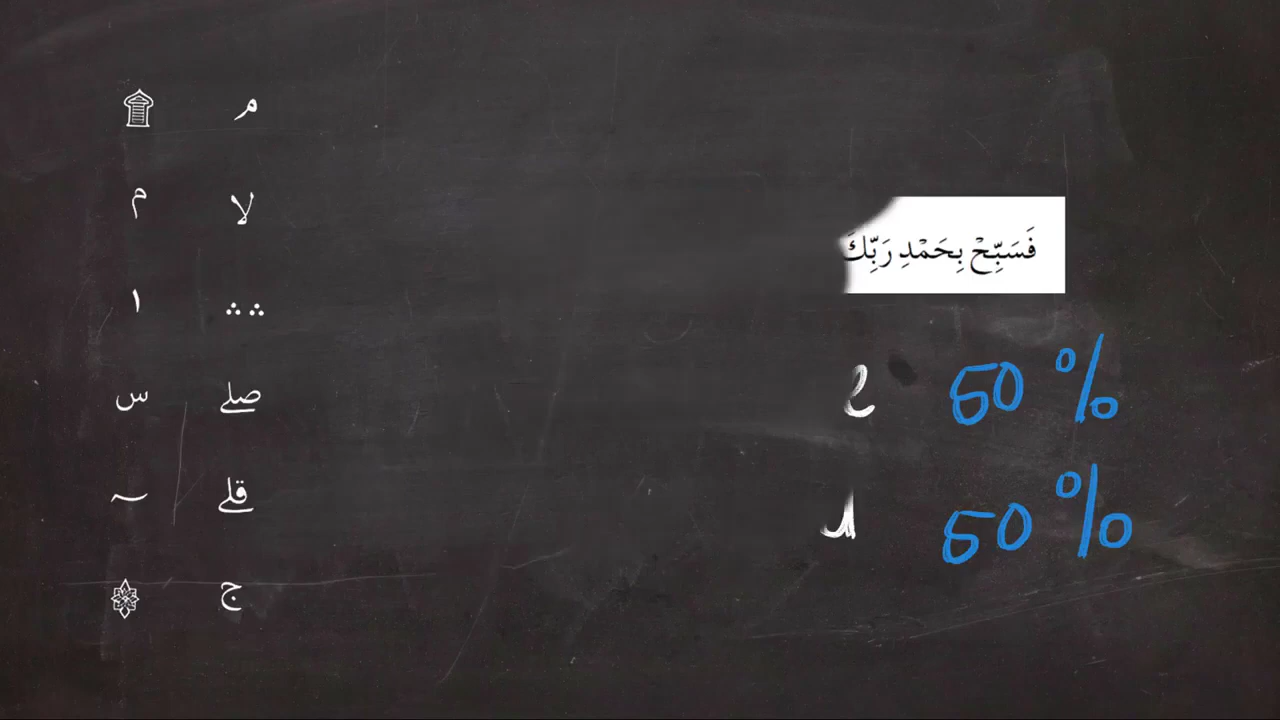 م
م لا
ا
س صلے
قلے
ج
فَسَبِّحْ بِحَمْدِ رَبِّكَ
50 %
50 %